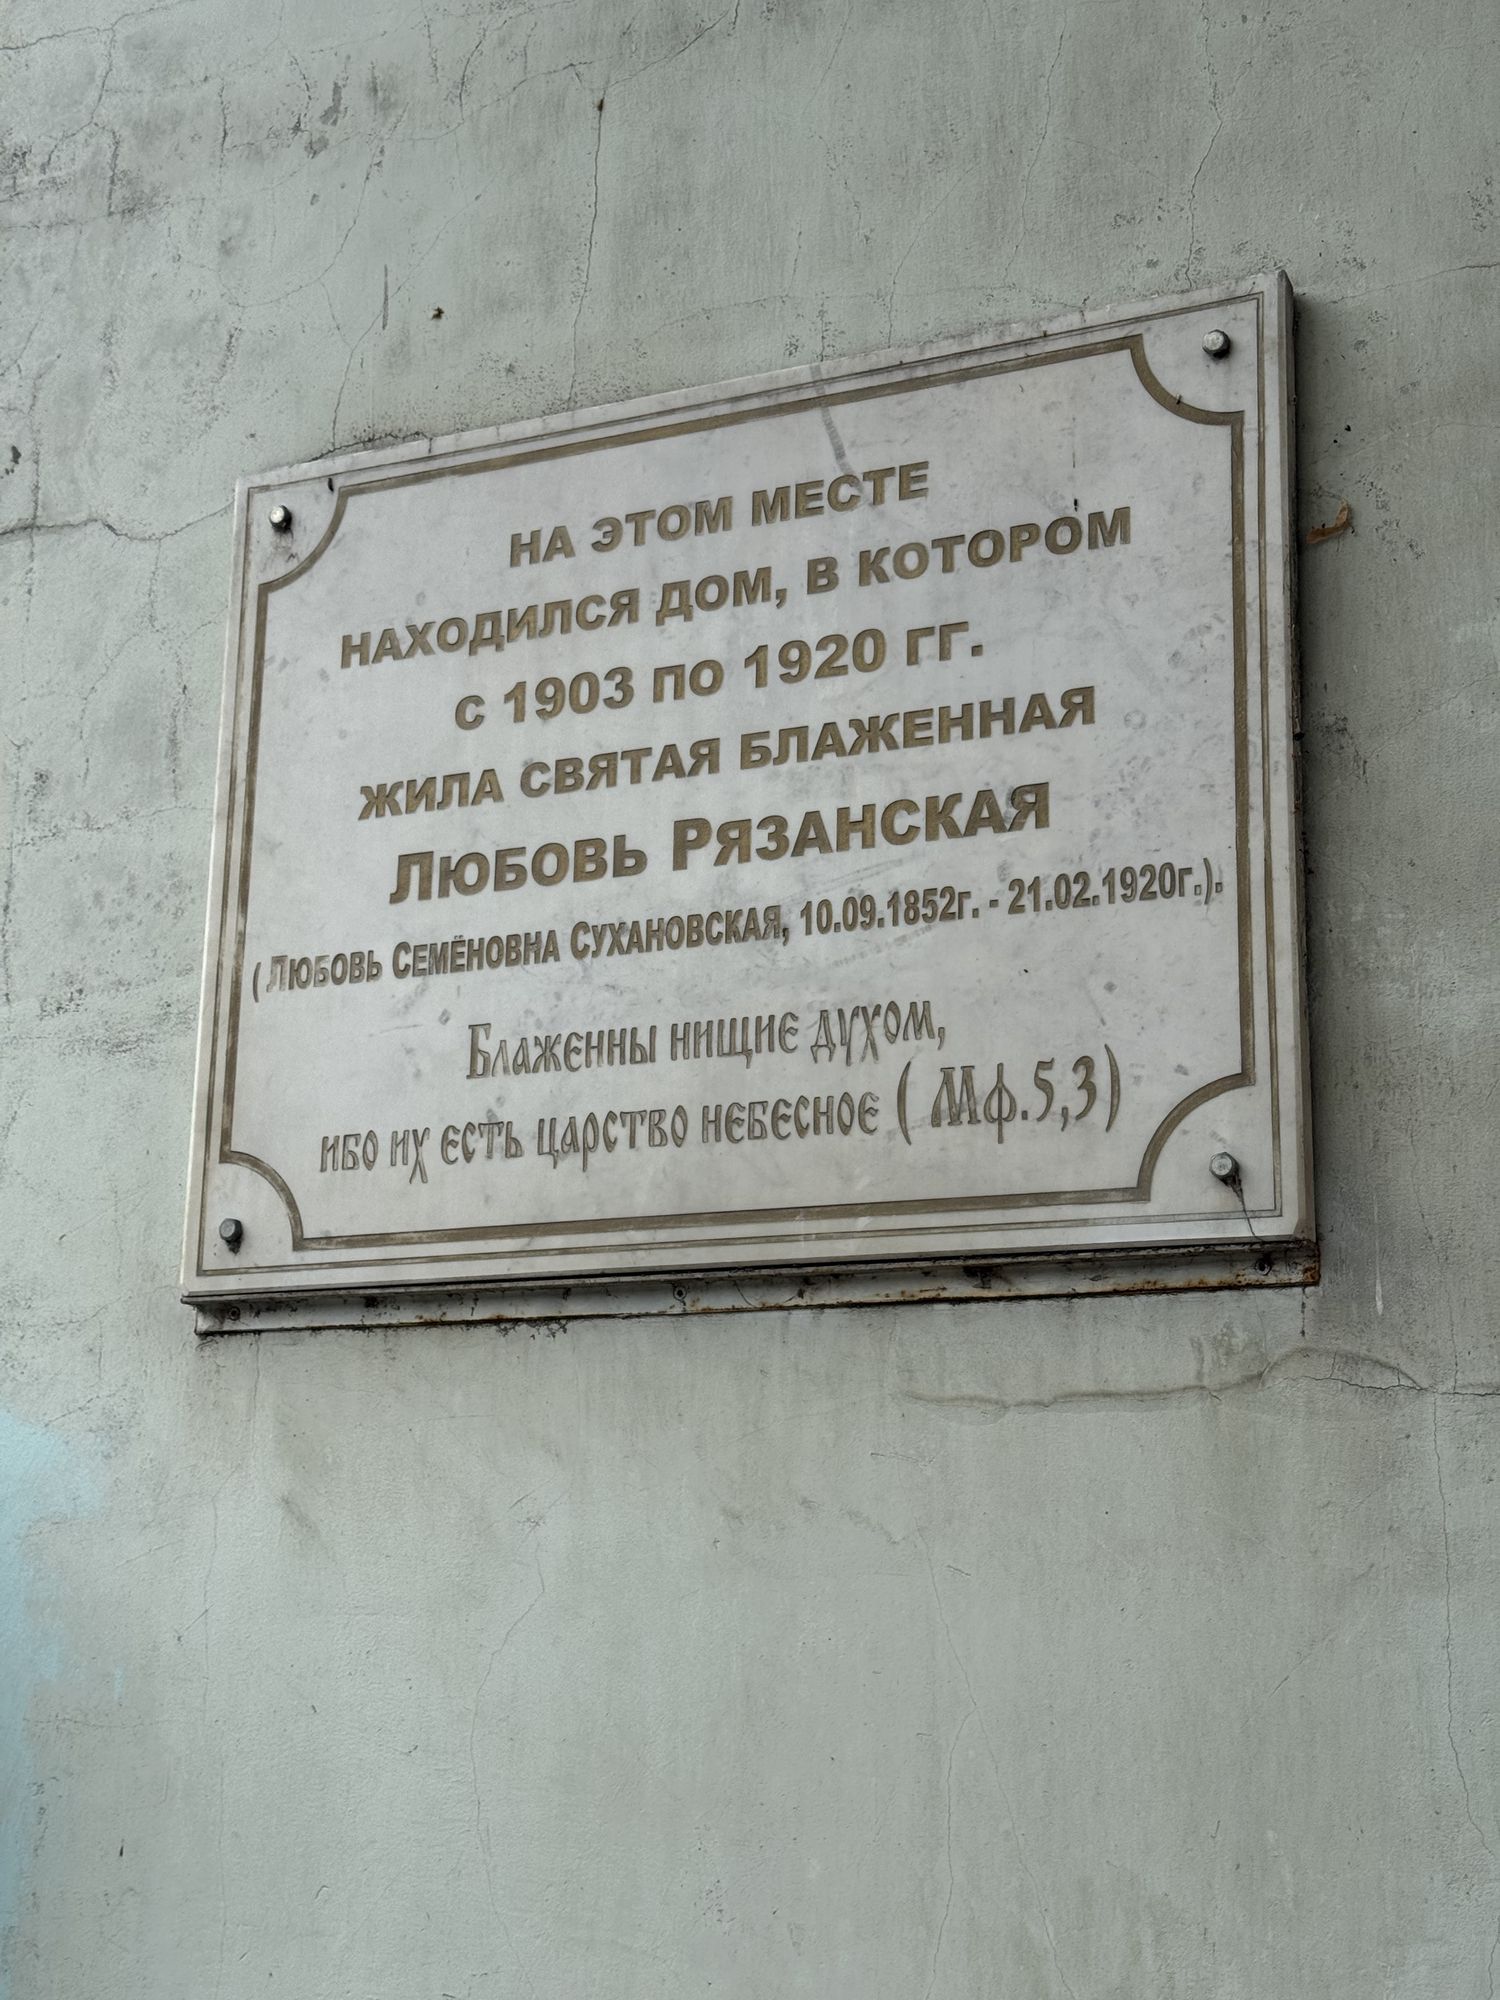 НА ЭТОМ МЕСТЕ
НАХОДИЛСЯ ДОМ, В КОТОРОМ
С 1903 ПО 1920 ГГ.
ЖИЛА СВЯТАЯ БЛАЖЕННАЯ
ЛЮБОВЬ РЯЗАНСКАЯ
(ЛЮБОВЬ СЕМЁНОВНА СУХАНОВСКАЯ, 10.09.1852г. - 21.02.1920г.).
Блаженны нищие духом,
ибо их есть царство небесное ( Мф.5,3)